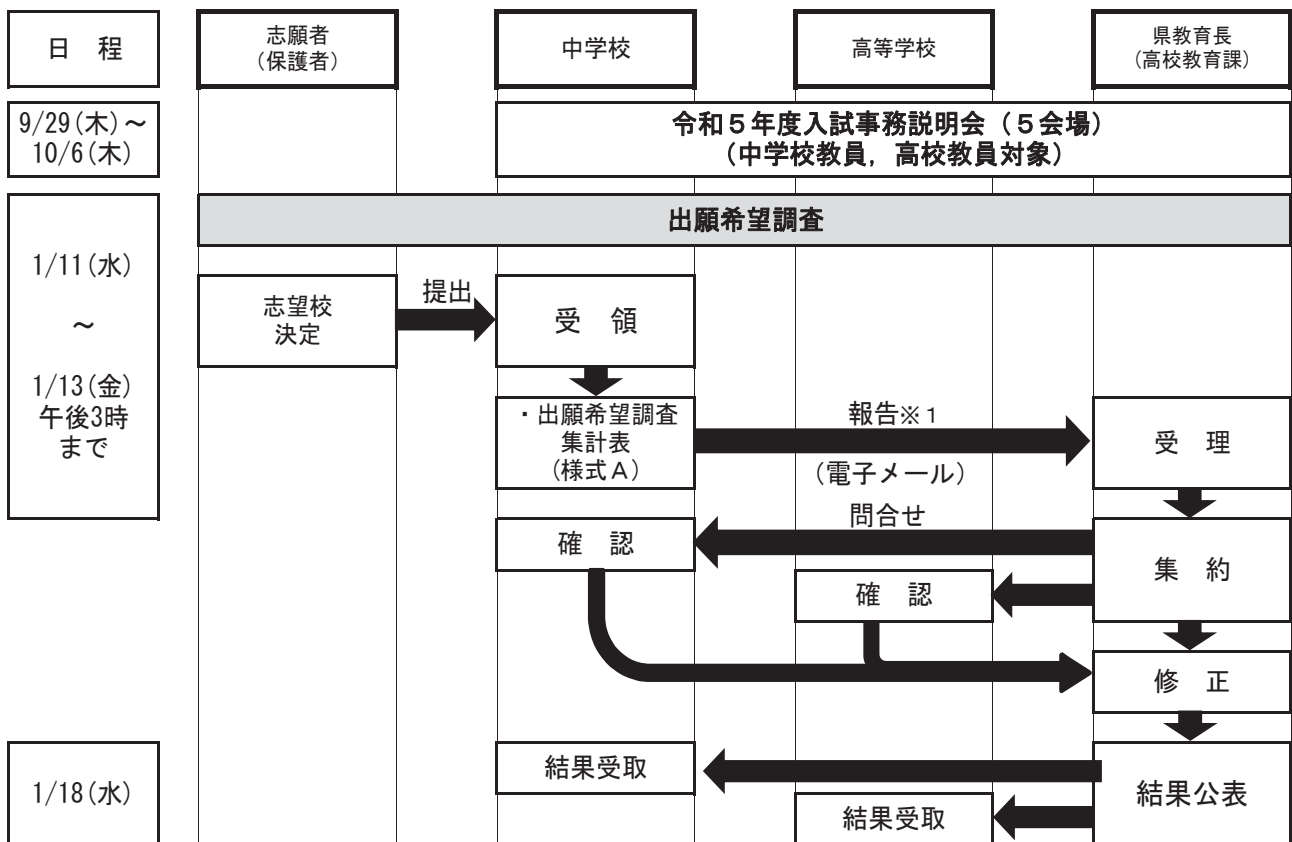 日　程
志願者
（保護者）
中学校
高等学校
県教育長
（高校教育課）
9/29(木)～
10/6(木)
令和５年度入試事務説明会（５会場）
（中学校教員，高校教員対象）
出願希望調査
1/11(水)
～
1/13(金)
午後3時
まで
志望校
決定
提出
受　領
・出願希望調査
集計表
（様式Ａ）
報告※１
（電子メール）
受　理
問合せ
確　認
集　約
確　認
修　正
1/18(水)
結果受取
結果公表
結果受取